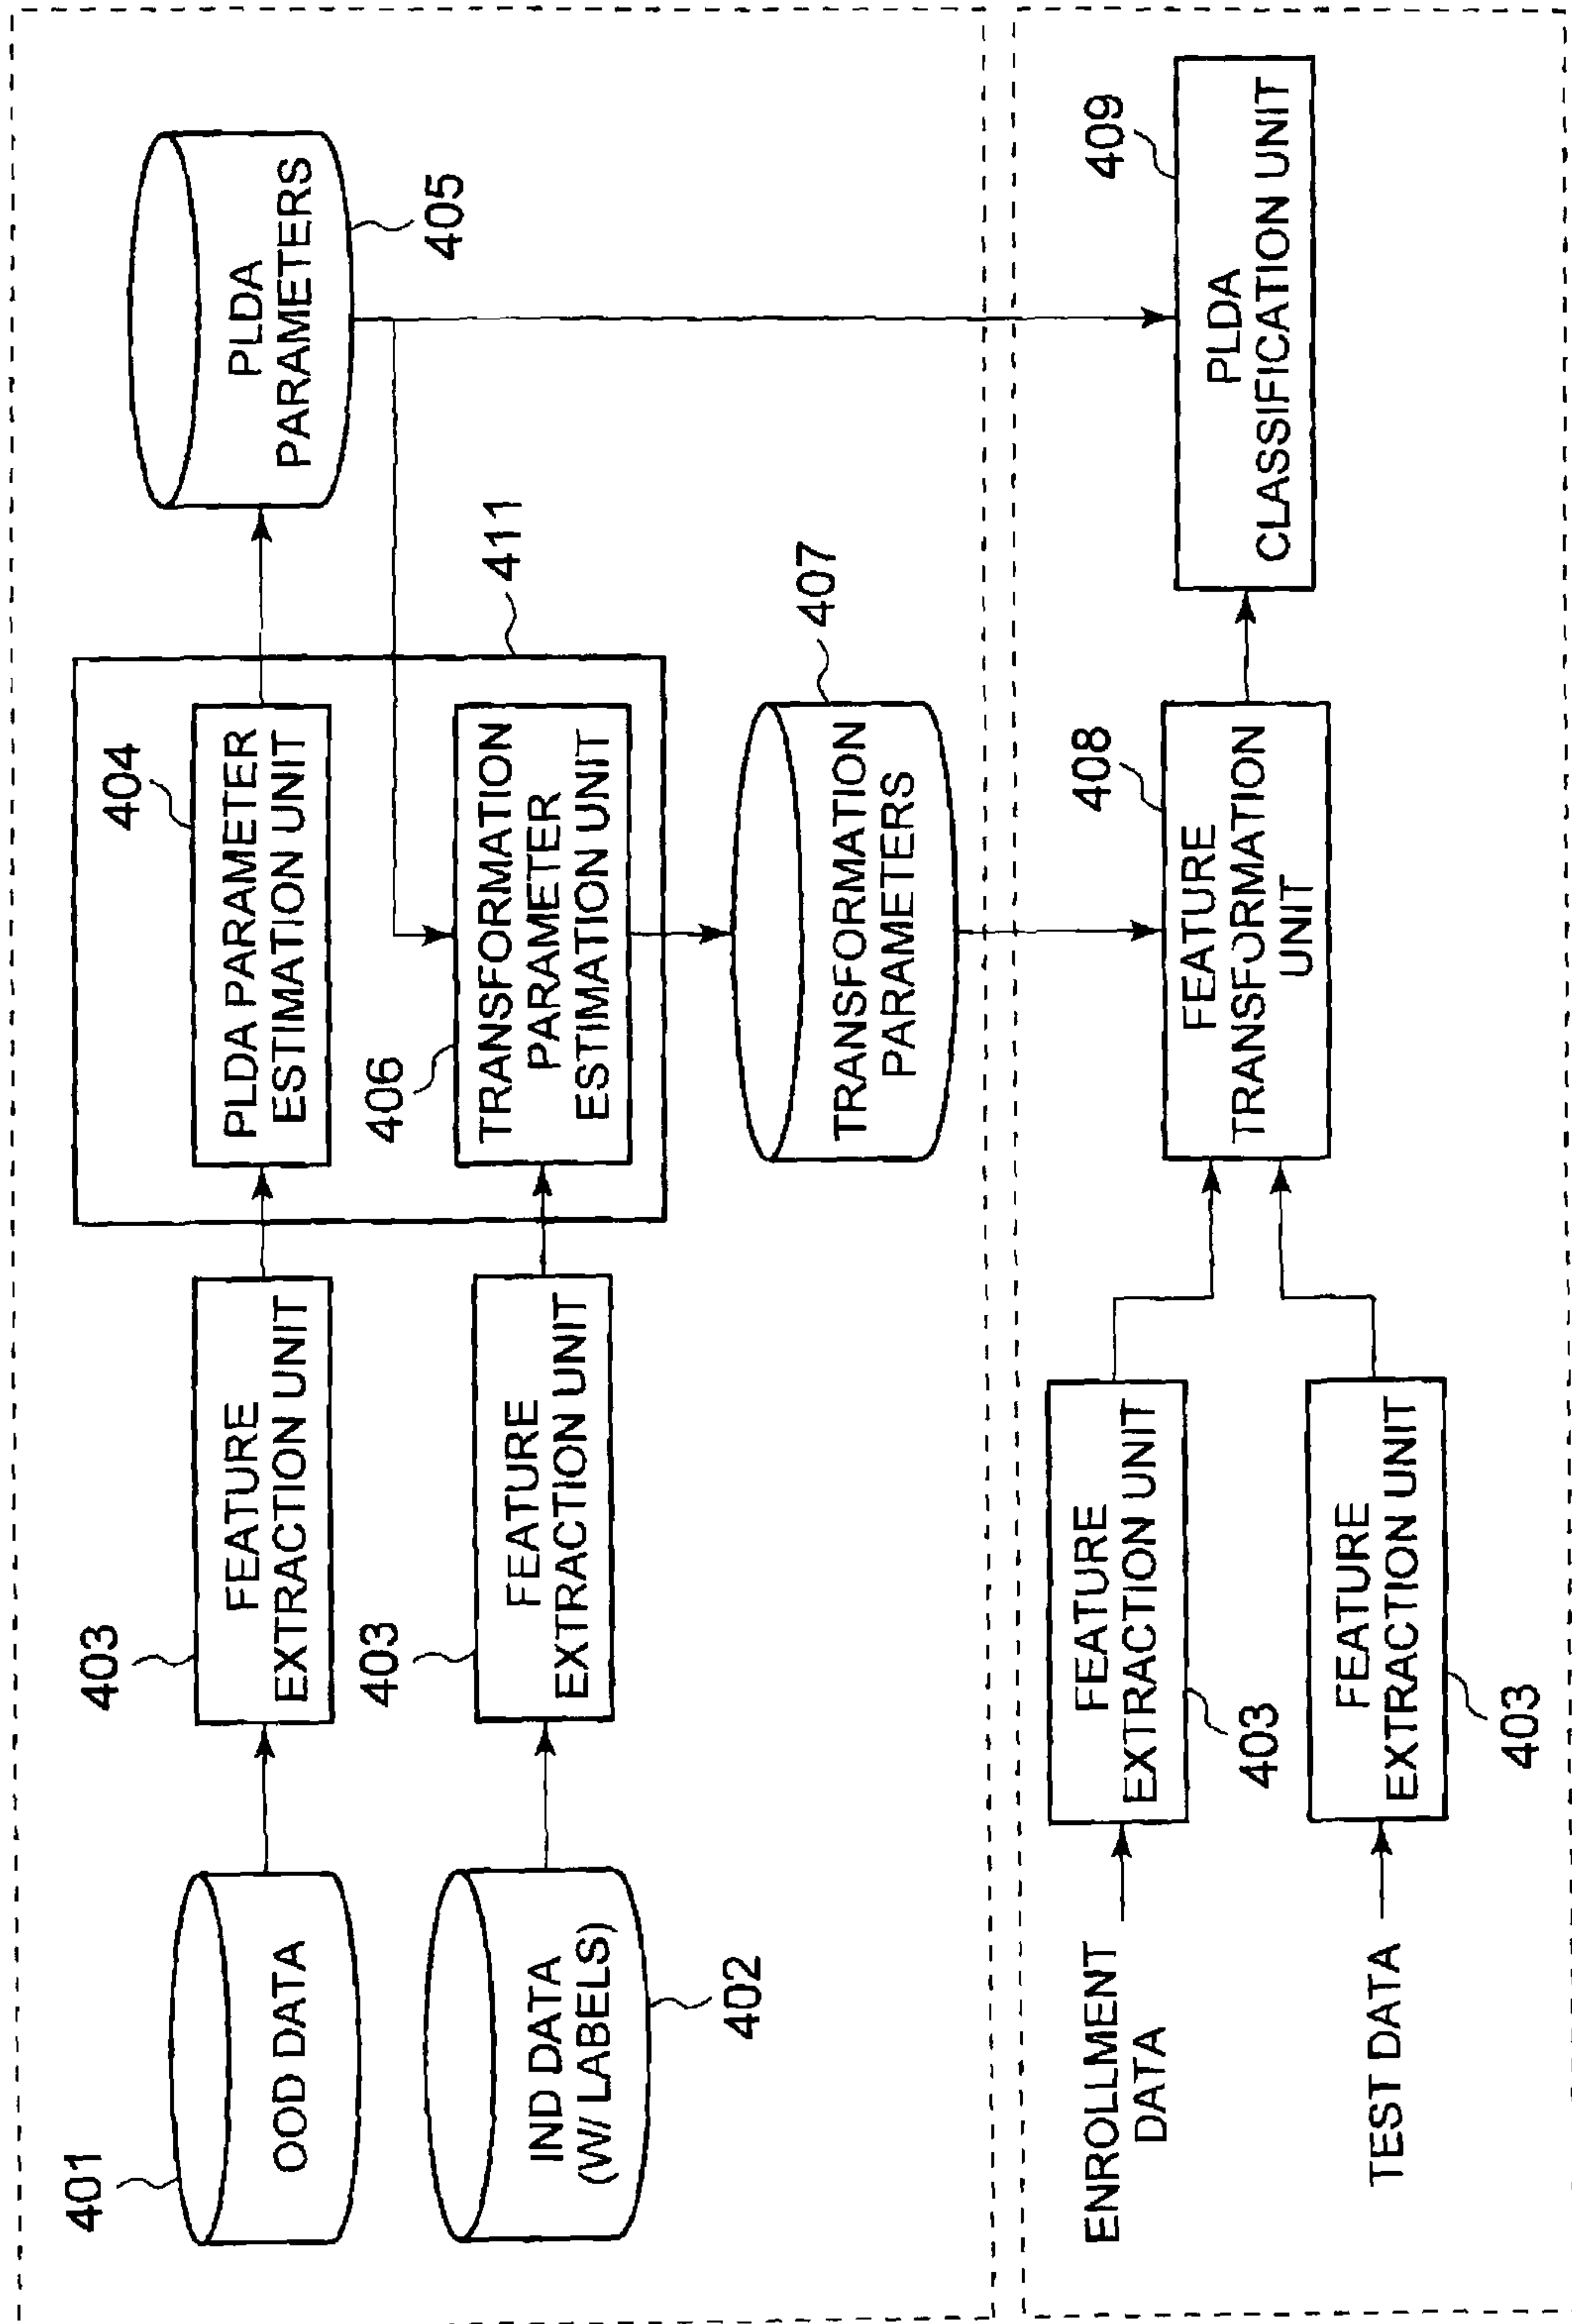 401
OOD DATA
403
FEATURE
EXTRACTION UNIT
404
PLDA PARAMETER
ESTIMATION UNIT
PLDA
PARAMETERS
405
IND DATA
(W/ LABELS)
402
403
FEATURE
EXTRACTION UNIT
406
TRANSFORMATION
PARAMETER
ESTIMATION UNIT
411
TRANSFORMATION
PARAMETERS
407
ENROLLMENT
DATA
FEATURE
EXTRACTION UNIT
403
TEST DATA
FEATURE
EXTRACTION UNIT
403
408
FEATURE
TRANSFORMATION
UNIT
409
PLDA
CLASSIFICATION UNIT